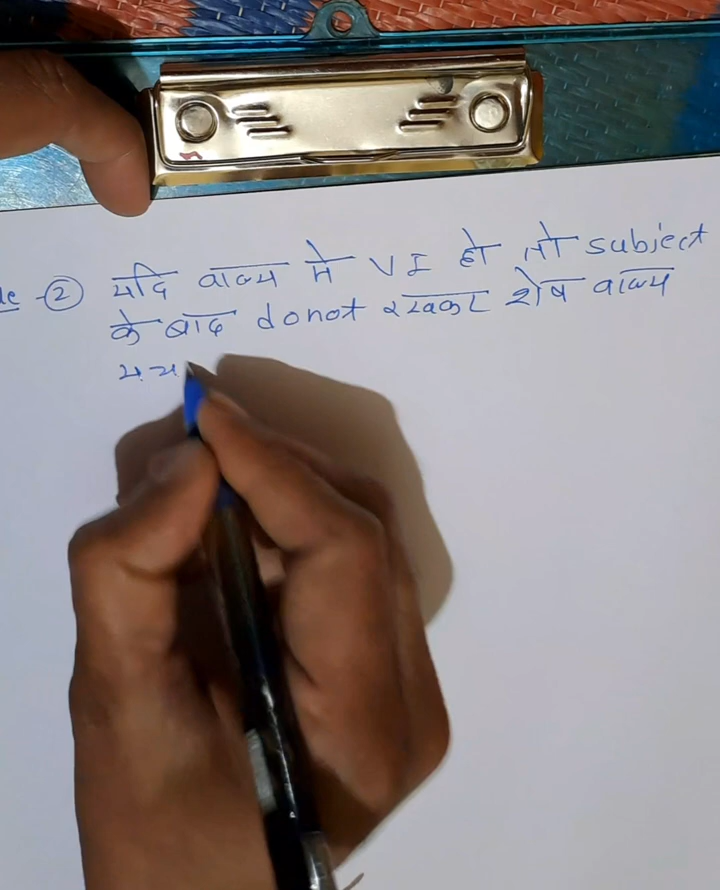 le -② यदि वाक्य मे VI हो तो subject
के बाद donot रखकर शेष वाक्य